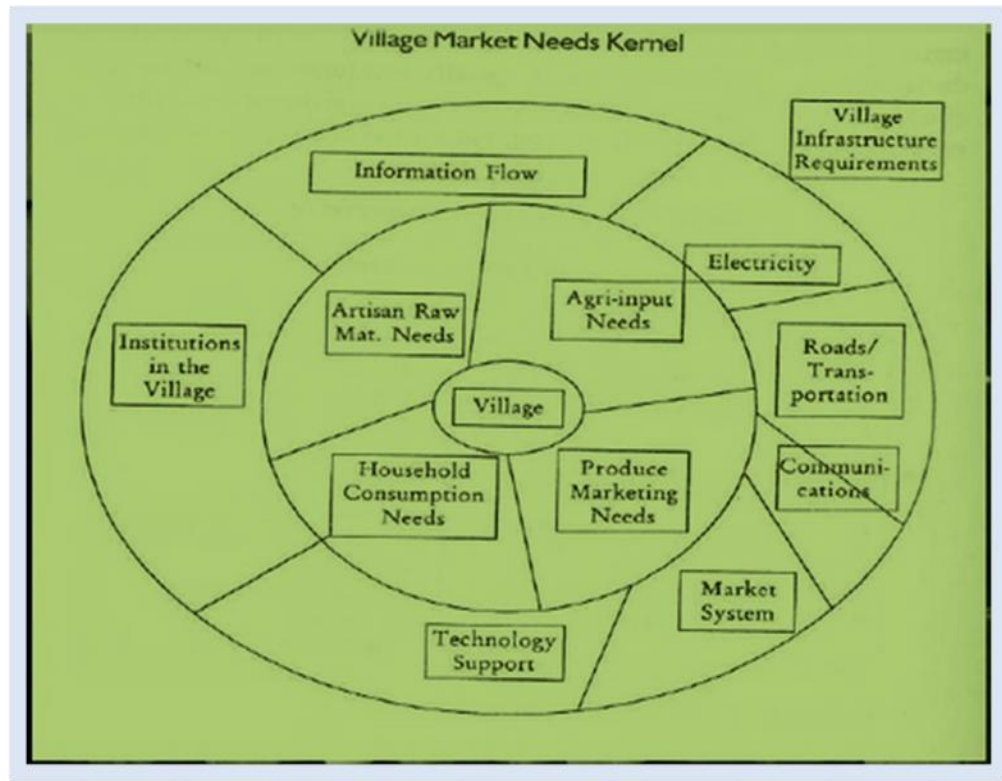 Village Market Needs Kernel
Village
Infrastructure
Requirements
Information Flow
Electricity
Artisan Raw
Mat. Needs
Agri-input
Needs
Institutions
in the
Village
Roads/
Trans-
portation
Village
Household
Consumption
Needs
Produce
Marketing
Needs
Communi-
cations
Market
System
Technology
Support